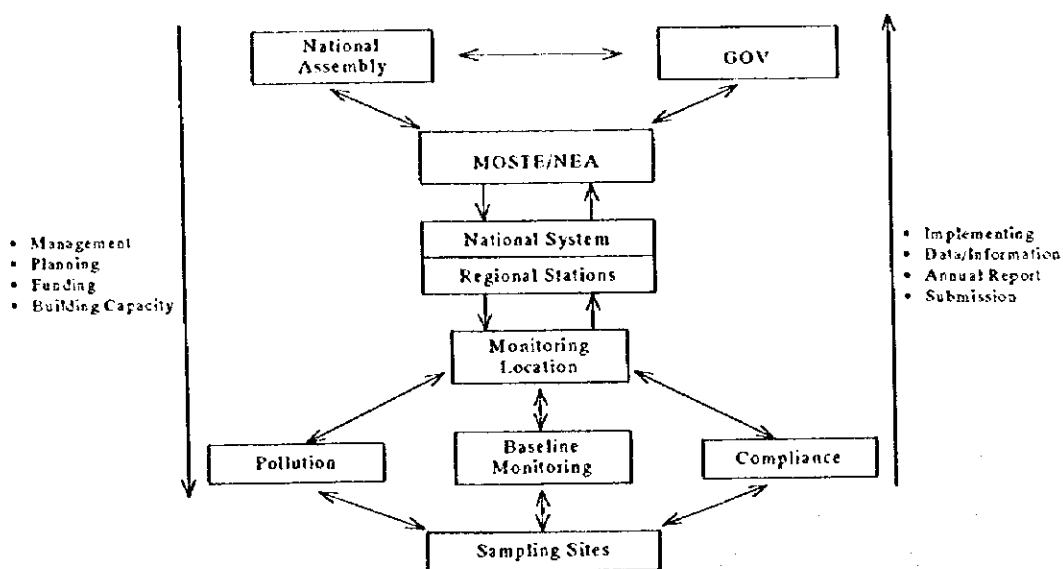 National
Assembly
GOV
MOSTE/NEA
National System
Regional Stations
• Management
• Planning
• Funding
• Building Capacity
• Implementing
• Data/Information
• Annual Report
• Submission
Monitoring
Location
Pollution
Baseline
Monitoring
Compliance
Sampling Sites